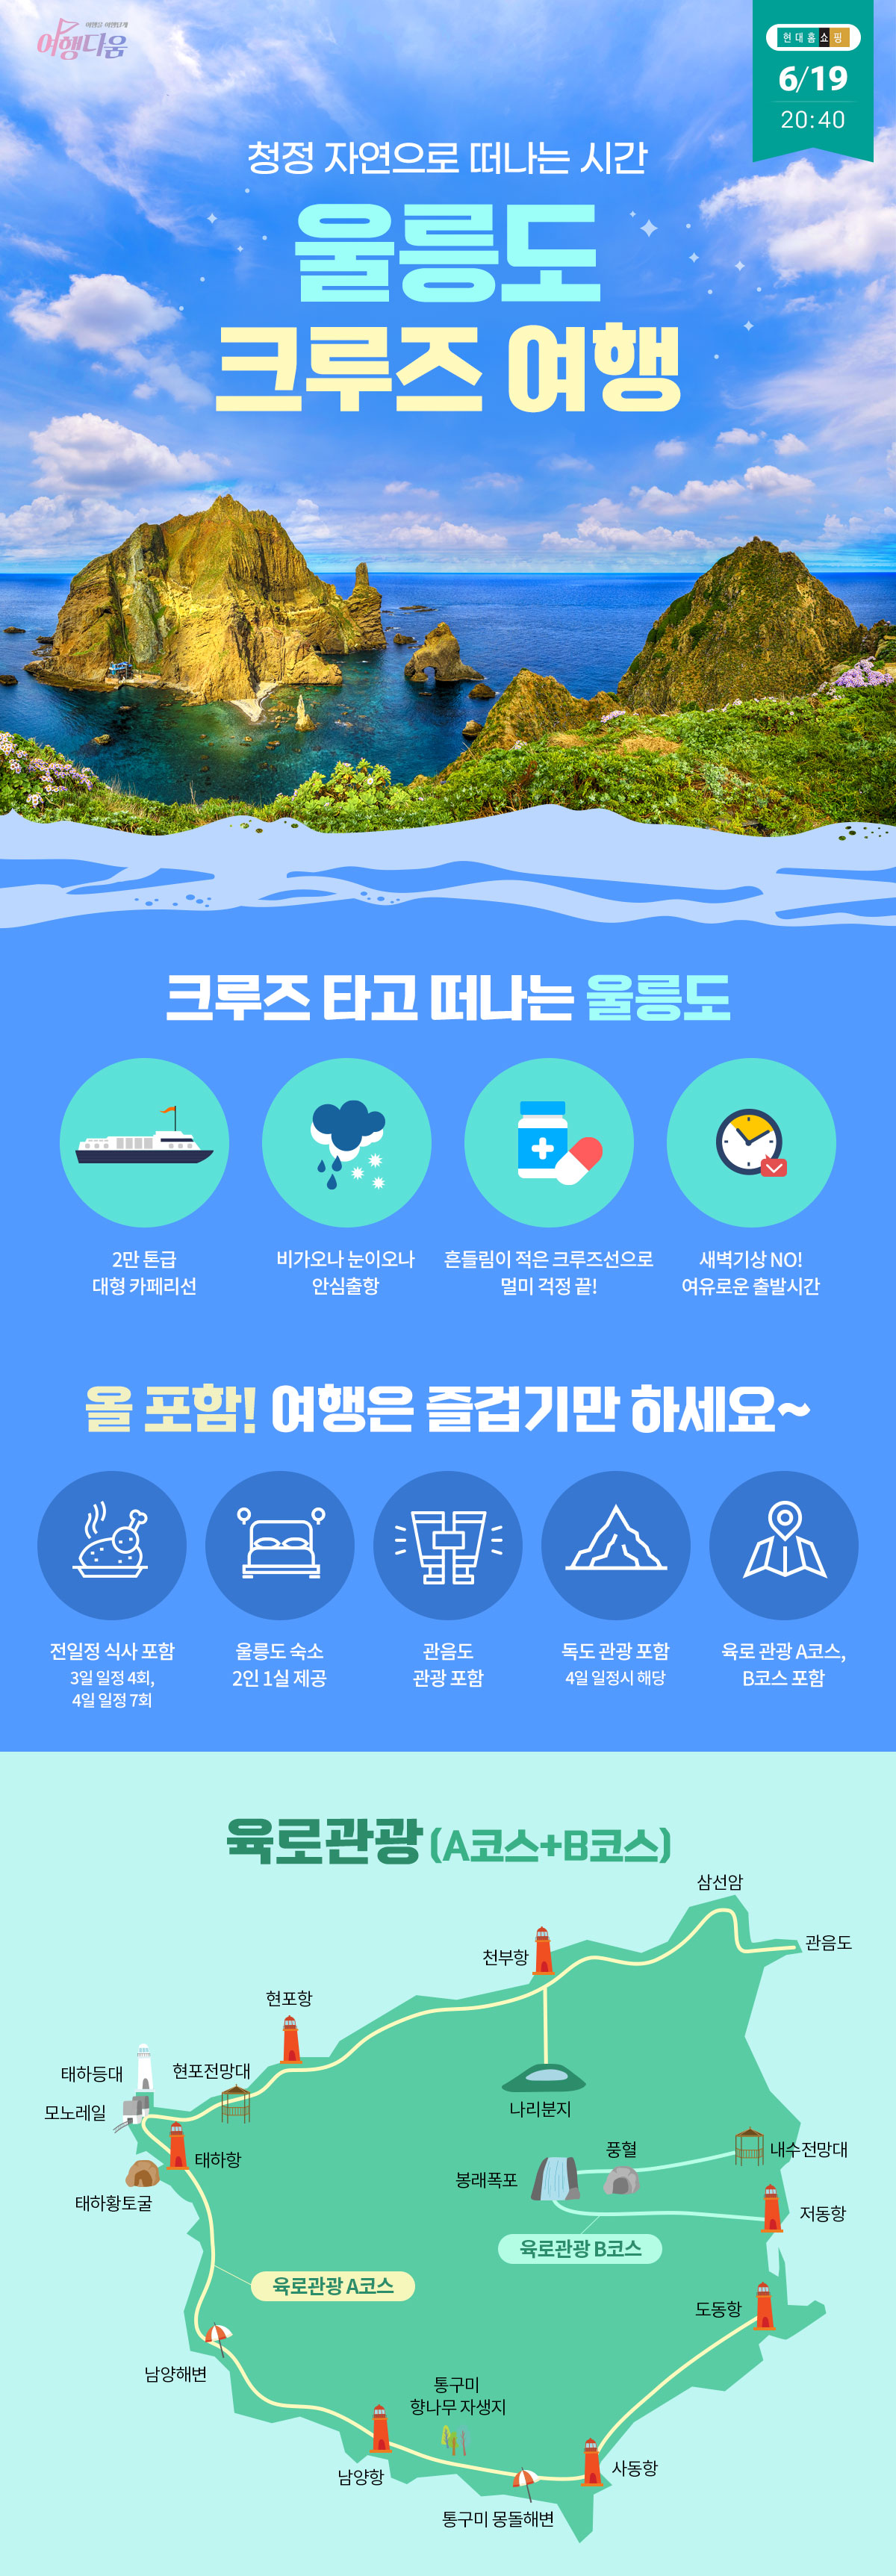 여행을 여행답게
여행다움
현대홈쇼핑
6/19
20:40
청정 자연으로 떠나는 시간
울릉도
크루즈 여행
크루즈 타고 떠나는 울릉도
2만 톤급
대형 카페리선
비가오나 눈이오나
안심출항
흔들림이 적은 크루즈선으로
멀미 걱정 끝!
새벽기상 NO!
여유로운 출발시간
올 포함! 여행은 즐겁기만 하세요~
전일정 식사 포함
3일 일정 4회,
4일 일정 7회
울릉도 숙소
2인 1실 제공
관음도
관광 포함
독도 관광 포함
4일 일정시 해당
육로 관광 A코스,
B코스 포함
육로관광 (A코스+B코스)
삼선암
관음도
천부항
현포항
현포전망대
태하등대
모노레일
나리분지
태하항
태하황토굴
풍혈
내수전망대
봉래폭포
저동항
육로관광 B코스
육로관광 A코스
도동항
남양해변
통구미
향나무 자생지
사동항
남양항
통구미 몽돌해변